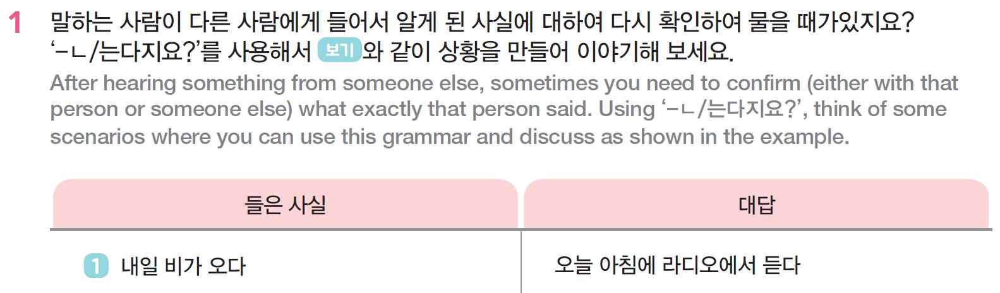 1 말하는 사람이 다른 사람에게 들어서 알게 된 사실에 대하여 다시 확인하여 물을 때가있지요?
‘-ㄴ/는다지요?’를 사용해서 보기와 같이 상황을 만들어 이야기해 보세요.
After hearing something from someone else, sometimes you need to confirm (either with that
person or someone else) what exactly that person said. Using ‘-ㄴ/는다지요?’, think of some
scenarios where you can use this grammar and discuss as shown in the example.
들은 사실 대답
1 내일 비가 오다 오늘 아침에 라디오에서 듣다